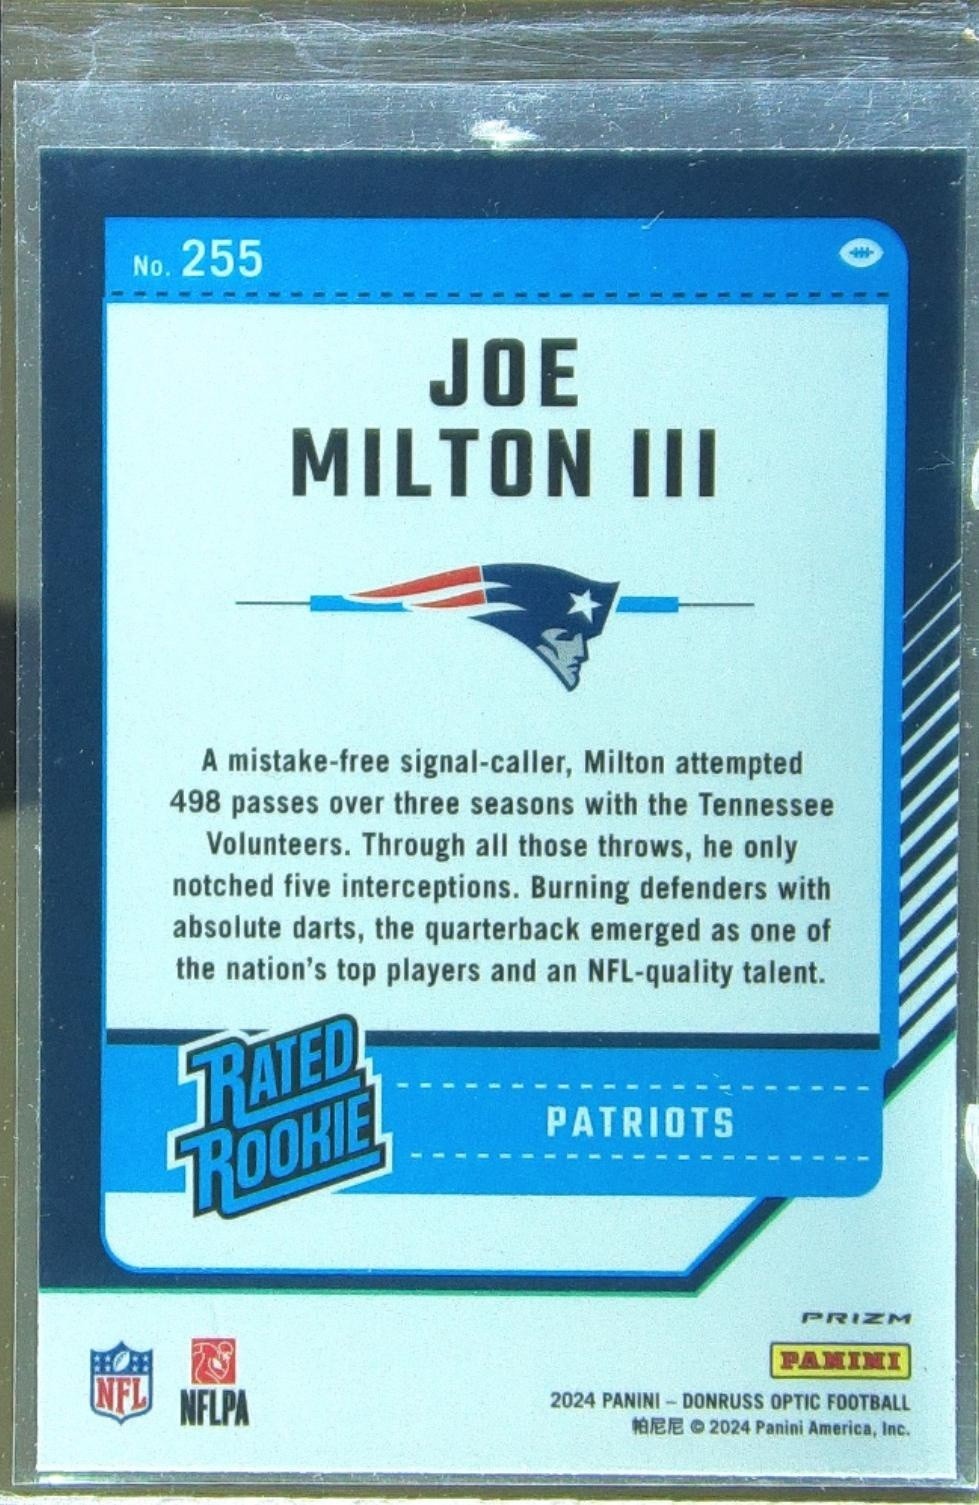 No. 255
JOE
MILTON III
A mistake-free signal-caller, Milton attempted
498 passes over three seasons with the Tennessee
Volunteers. Through all those throws, he only
notched five interceptions. Burning defenders with
absolute darts, the quarterback emerged as one of
the nation's top players and an NFL-quality talent.
RATED
ROOKIE
PATRIOTS
PRIZM
PANINI
NFL
NFLPA
2024 PANINI – DONRUSS OPTIC FOOTBALL
帕尼尼 © 2024 Panini America, Inc.